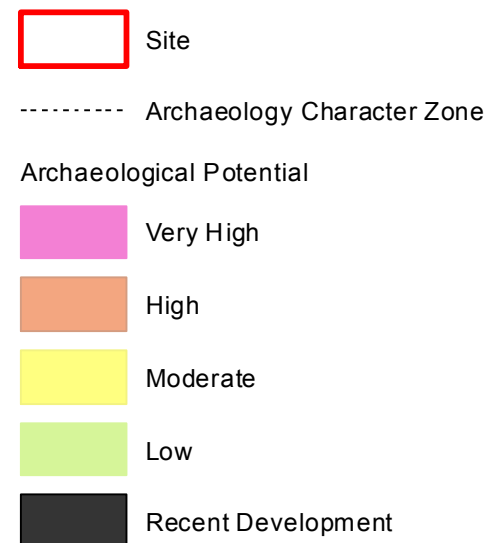 Site
Archaeology Character Zone
Archaeological Potential
Very High
High
Moderate
Low
Recent Development